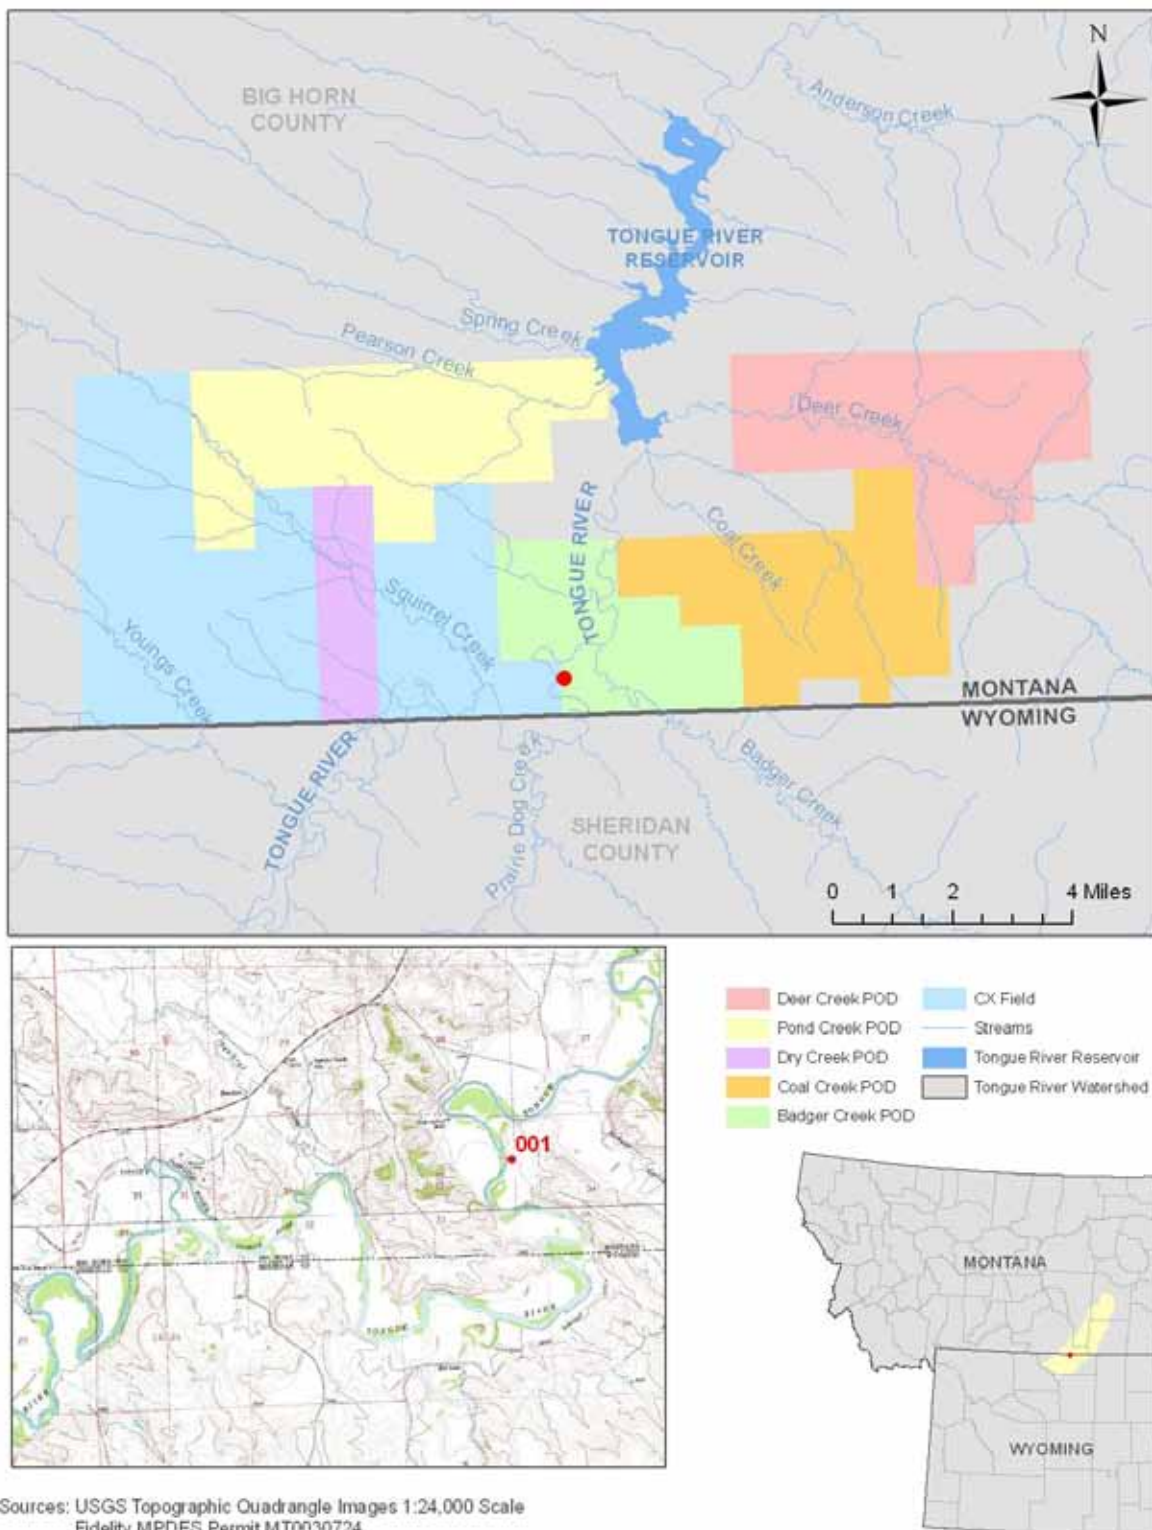 N
BIG HORN
COUNTY
Anderson Creek
TONGUE RIVER
RESERVOIR
Spring Creek
Pearson Creek
Deer Creek
TONGUE RIVER
Coal Creek
Squirrel Creek
Youngs Creek
MONTANA
WYOMING
TONGUE RIVER
Prairie Dog Creek
Badger Creek
SHERIDAN
COUNTY
0 1 2 4 Miles
001
TONGUE
RIVER
TONGUE
RIVER
Deer Creek POD
Pond Creek POD
Dry Creek POD
Coal Creek POD
Badger Creek POD
CX Field
Streams
Tongue River Reservoir
Tongue River Watershed
MONTANA
WYOMING
Sources: USGS Topographic Quadrangle Images 1:24,000 Scale
Fidelity MPDES Permit MT0030724